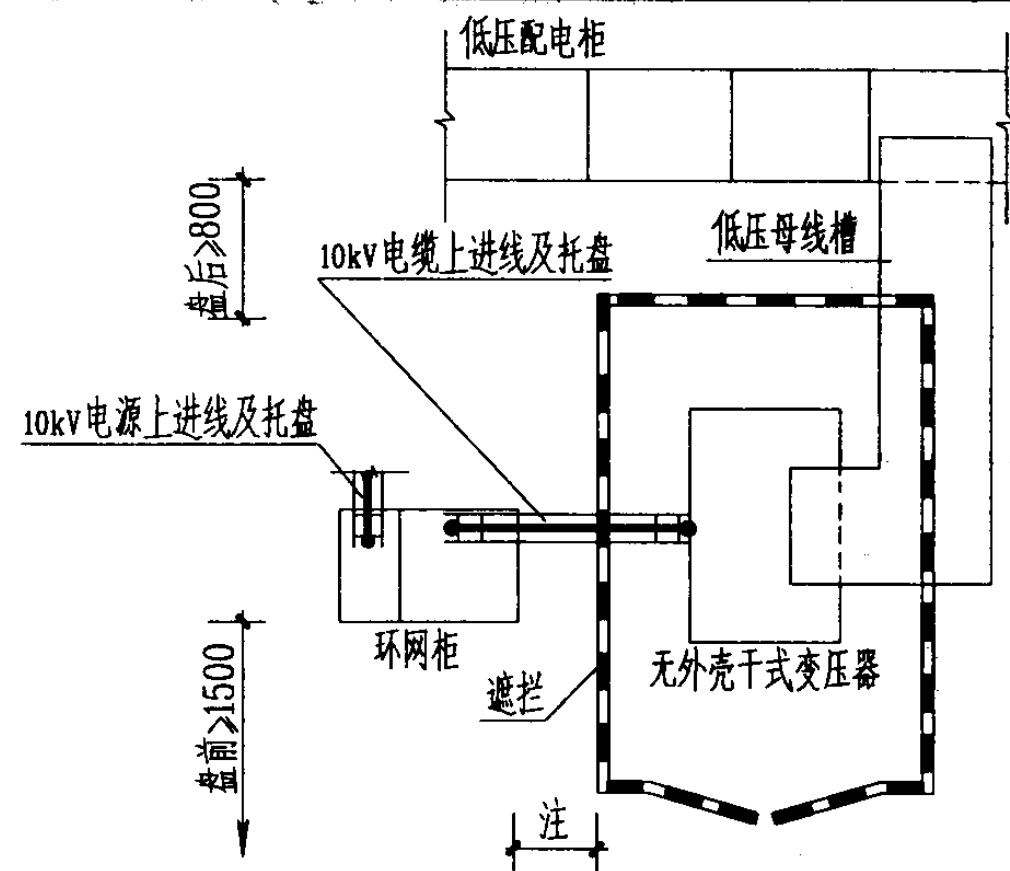 低压配电柜
盘后≥800
低压母线槽
10kV电缆上进线及托盘
10kV电源上进线及托盘
环网柜
无外壳干式变压器
遮拦
盘前≥1500
注